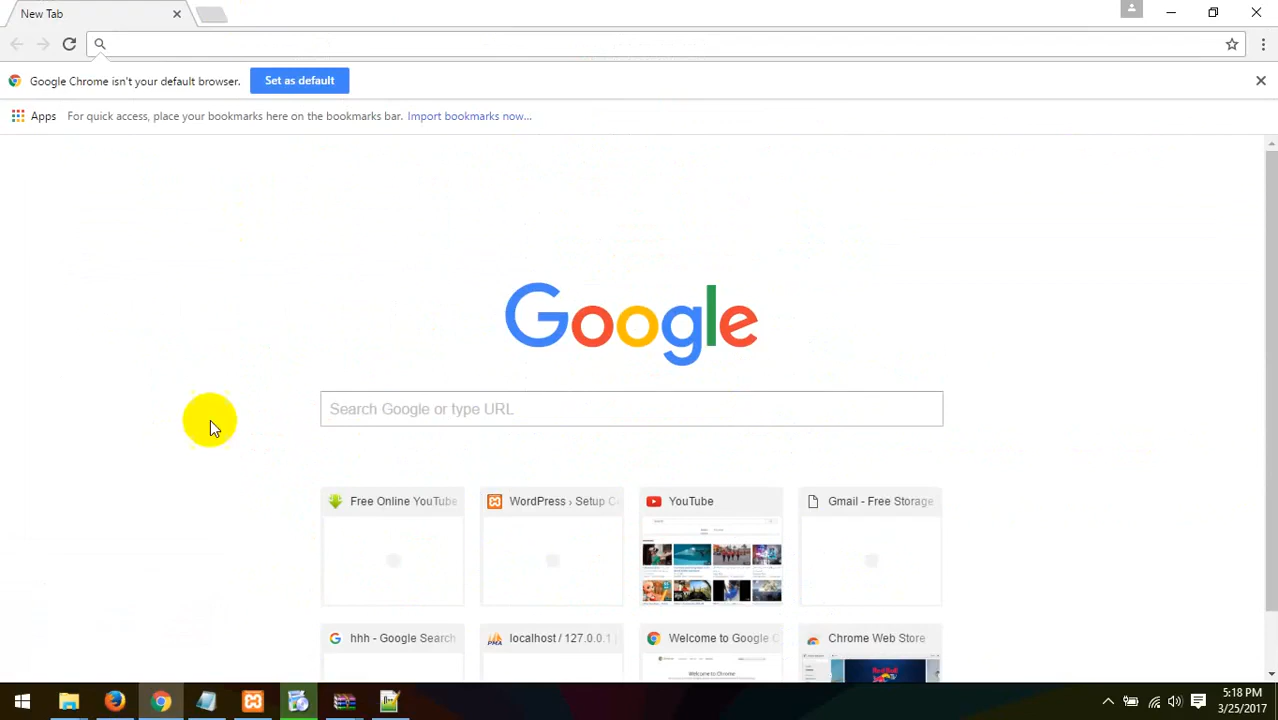 New Tab
Google Chrome isn't your default browser. Set as default
Apps For quick access, place your bookmarks here on the bookmarks bar. Import bookmarks now...
Google
Search Google or type URL
Free Online YouTube WordPress › Setup C YouTube Gmail - Free Storage
hhh - Google Search localhost / 127.0.0.1 Welcome to Google C Chrome Web Store
5:18 PM
3/25/2017